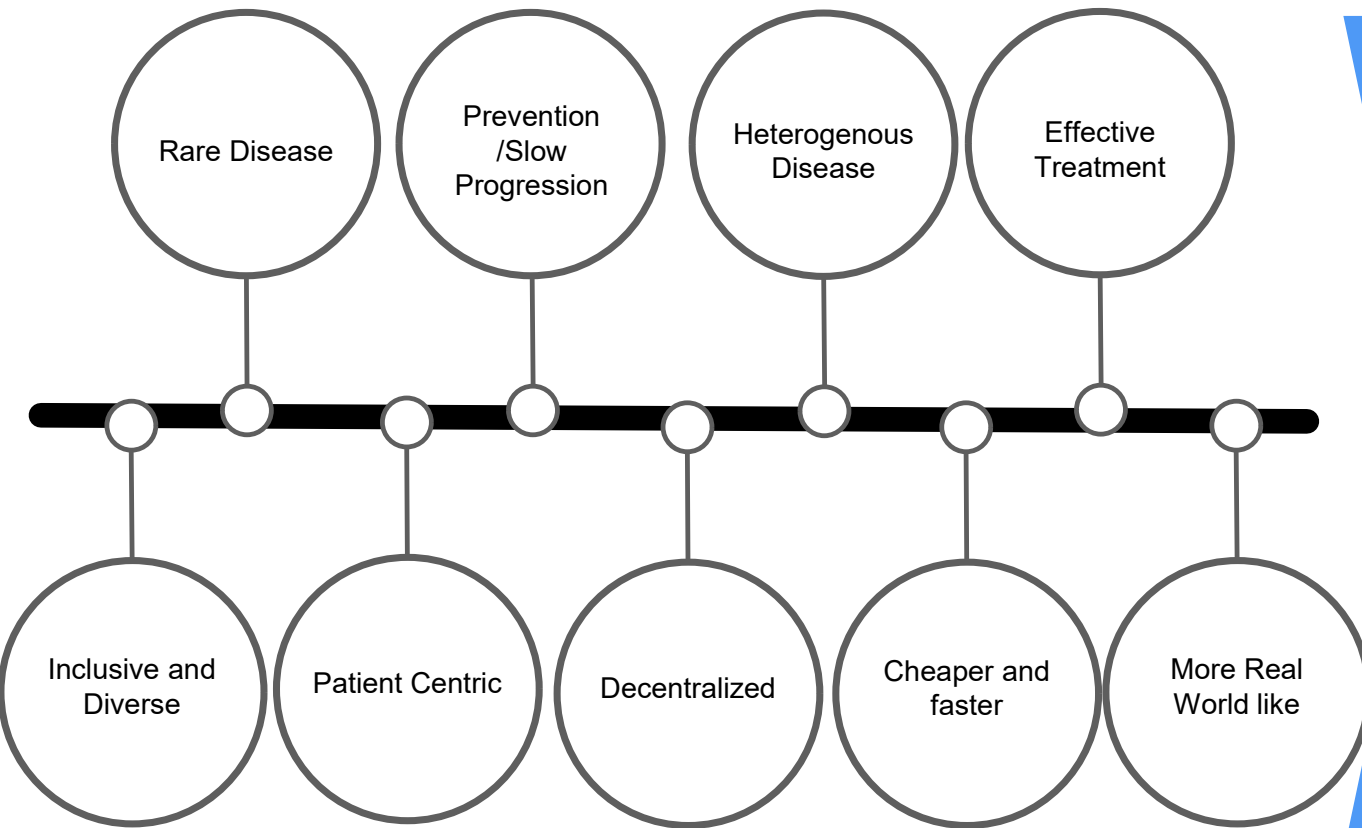 Rare Disease
Prevention
/Slow
Progression
Heterogenous
Disease
Effective
Treatment
Inclusive and
Diverse
Patient Centric
Decentralized
Cheaper and
faster
More Real
World like